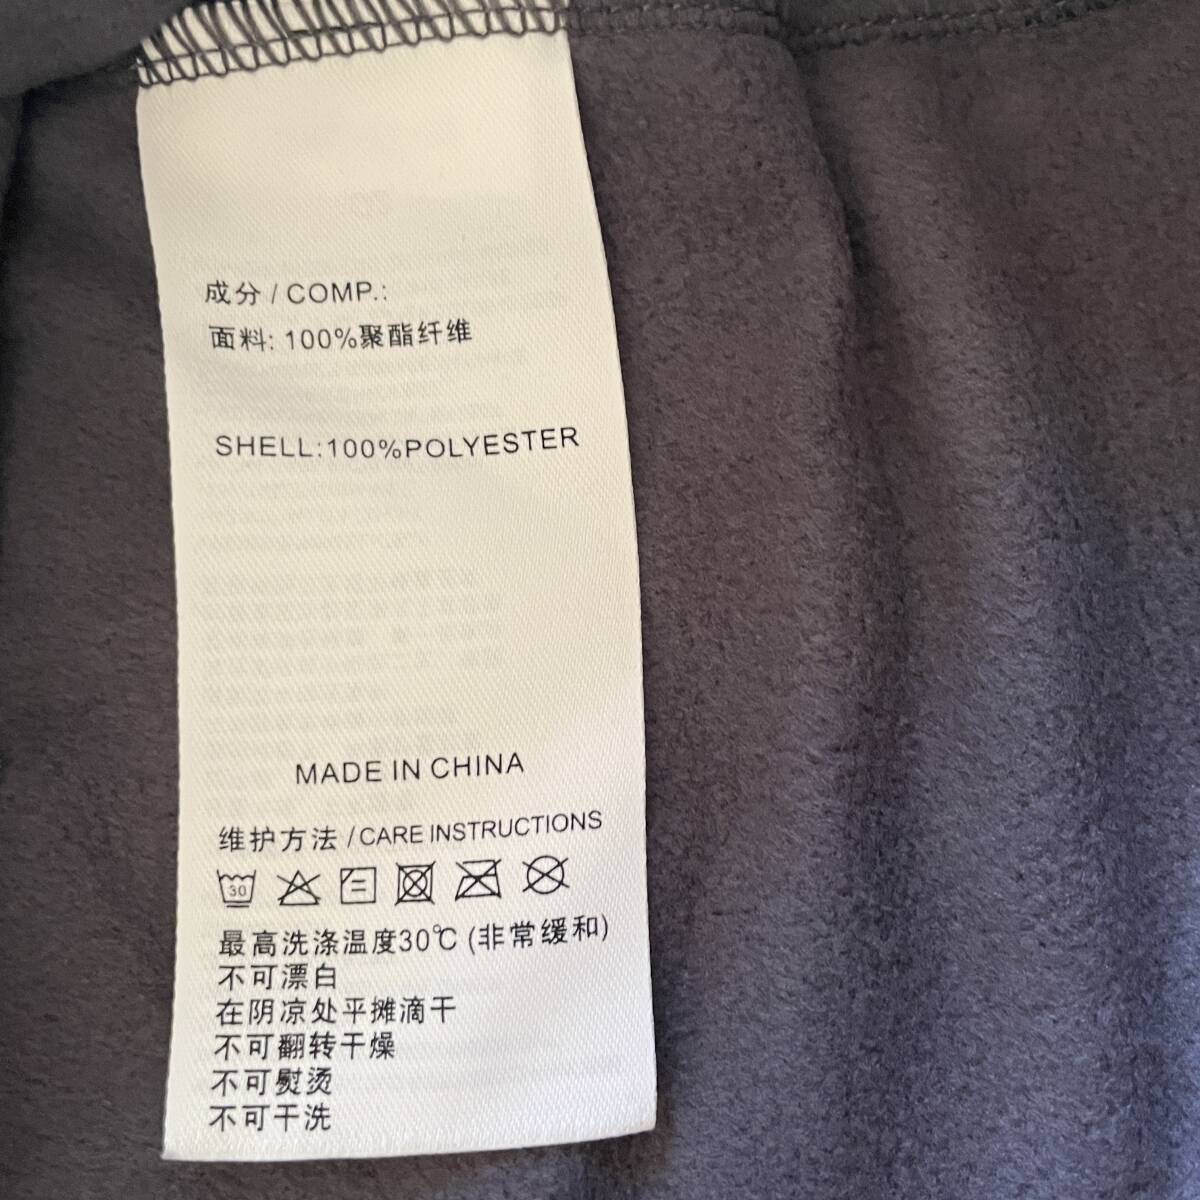 成分 / COMP.:
面料: 100%聚酯纤维
SHELL:100%POLYESTER
MADE IN CHINA
维护方法 / CARE INSTRUCTIONS
30
最高洗涤温度30℃ (非常缓和)
不可漂白
在阴凉处平摊滴干
不可翻转干燥
不可熨烫
不可干洗